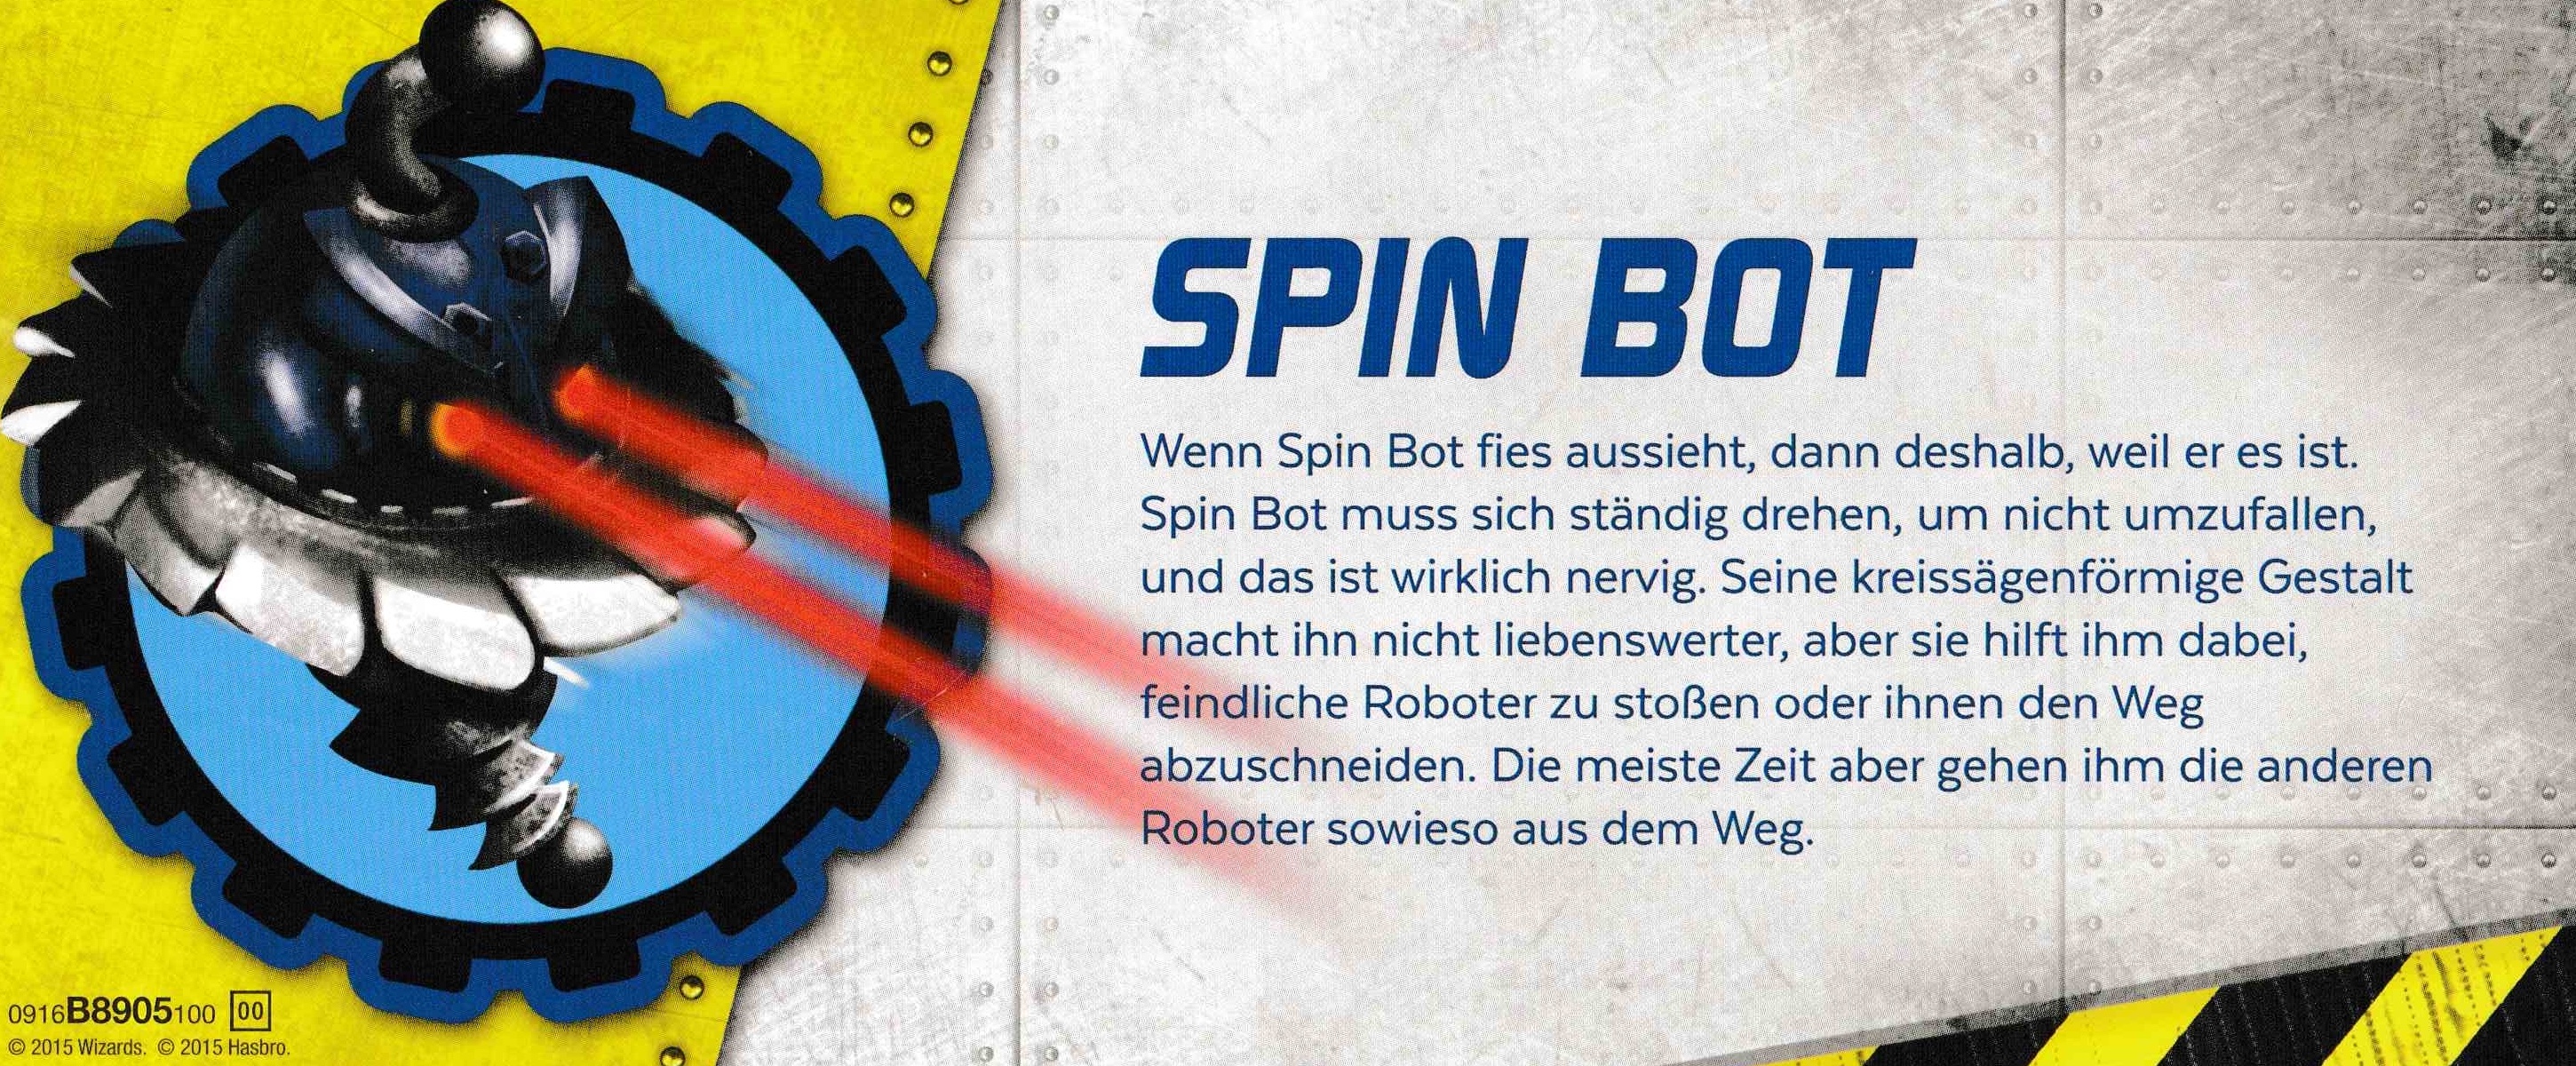 SPIN BOT
Wenn Spin Bot fies aussieht, dann deshalb, weil er es ist.
Spin Bot muss sich ständig drehen, um nicht umzufallen,
und das ist wirklich nervig. Seine kreissägenförmige Gestalt
macht ihn nicht liebenswerter, aber sie hilft ihm dabei,
feindliche Roboter zu stoßen oder ihnen den Weg
abzuschneiden. Die meiste Zeit aber gehen ihm die anderen
Roboter sowieso aus dem Weg.
0916B8905100 00
© 2015 Wizards. © 2015 Hasbro.